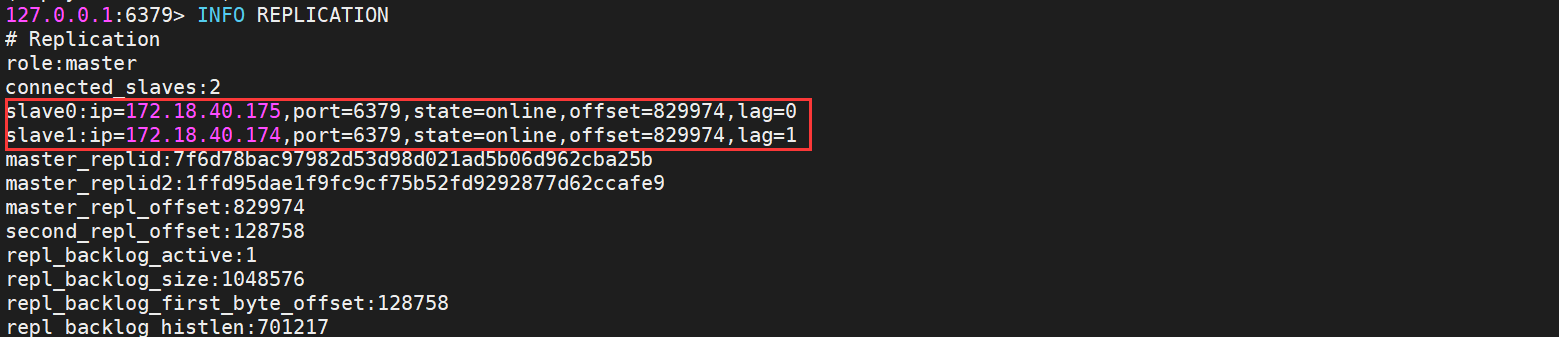 127.0.0.1:6379> INFO REPLICATION
# Replication
role:master
connected_slaves:2
slave0:ip=172.18.40.175,port=6379,state=online,offset=829974,lag=0
slave1:ip=172.18.40.174,port=6379,state=online,offset=829974,lag=1
master_replid:7f6d78bac97982d53d98d021ad5b06d962cba25b
master_replid2:1ffd95dae1f9fc9cf75b52fd9292877d62ccafe9
master_repl_offset:829974
second_repl_offset:128758
repl_backlog_active:1
repl_backlog_size:1048576
repl_backlog_first_byte_offset:128758
repl_backlog_histlen:701217